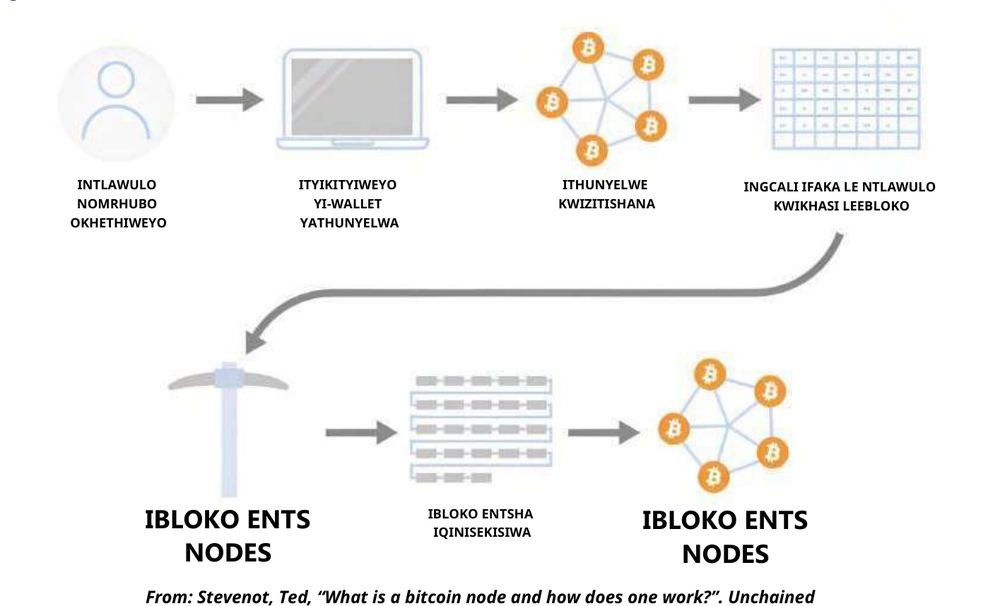 INTLAWULO
NOMRHUBO
OKHETHIWEYO
ITYIKITYIWEYO
YI-WALLET
YATHUNYELWA
ITHUNYELWE
KWIZITISHANA
INGCALI IFAKA LE NTLAWULO
KWIKHASI LEEBLOKO
IBLOKO ENTS
NODES
IBLOKO ENTSHA
IQINISEKISIWA
IBLOKO ENTS
NODES
From: Stevenot, Ted, “What is a bitcoin node and how does one work?”. Unchained